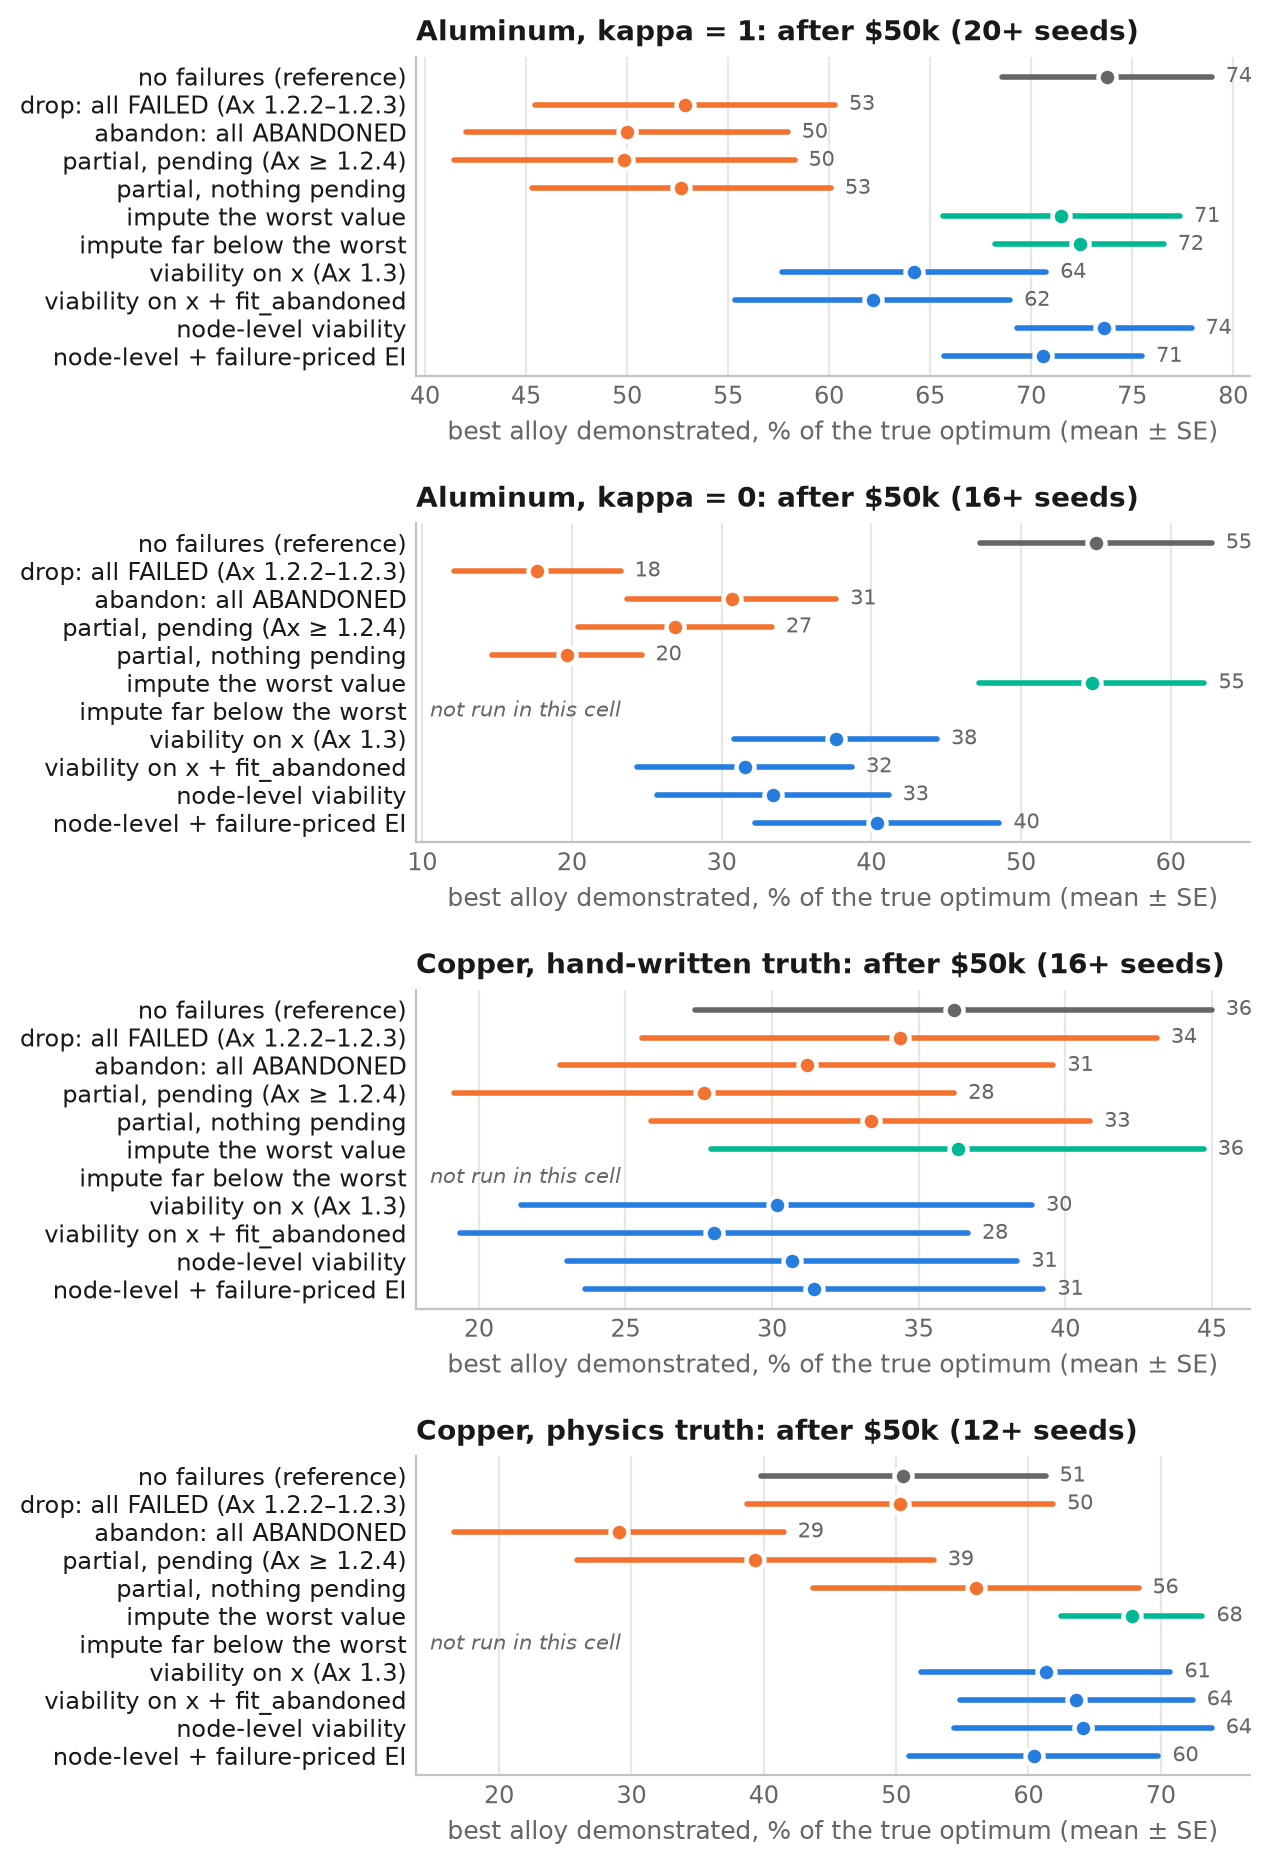 Aluminum, kappa = 1: after $50k (20+ seeds)
no failures (reference) 74
drop: all FAILED (Ax 1.2.2–1.2.3) 53
abandon: all ABANDONED 50
partial, pending (Ax ≥ 1.2.4) 50
partial, nothing pending 53
impute the worst value 71
impute far below the worst 72
viability on x (Ax 1.3) 64
viability on x + fit_abandoned 62
node-level viability 74
node-level + failure-priced EI 71
40 45 50 55 60 65 70 75 80
best alloy demonstrated, % of the true optimum (mean ± SE)
Aluminum, kappa = 0: after $50k (16+ seeds)
no failures (reference) 55
drop: all FAILED (Ax 1.2.2–1.2.3) 18
abandon: all ABANDONED 31
partial, pending (Ax ≥ 1.2.4) 27
partial, nothing pending 20
impute the worst value 55
impute far below the worst not run in this cell
viability on x (Ax 1.3) 38
viability on x + fit_abandoned 32
node-level viability 33
node-level + failure-priced EI 40
10 20 30 40 50 60
best alloy demonstrated, % of the true optimum (mean ± SE)
Copper, hand-written truth: after $50k (16+ seeds)
no failures (reference) 36
drop: all FAILED (Ax 1.2.2–1.2.3) 34
abandon: all ABANDONED 31
partial, pending (Ax ≥ 1.2.4) 28
partial, nothing pending 33
impute the worst value 36
impute far below the worst not run in this cell
viability on x (Ax 1.3) 30
viability on x + fit_abandoned 28
node-level viability 31
node-level + failure-priced EI 31
20 25 30 35 40 45
best alloy demonstrated, % of the true optimum (mean ± SE)
Copper, physics truth: after $50k (12+ seeds)
no failures (reference) 51
drop: all FAILED (Ax 1.2.2–1.2.3) 50
abandon: all ABANDONED 29
partial, pending (Ax ≥ 1.2.4) 39
partial, nothing pending 56
impute the worst value 68
impute far below the worst not run in this cell
viability on x (Ax 1.3) 61
viability on x + fit_abandoned 64
node-level viability 64
node-level + failure-priced EI 60
20 30 40 50 60 70
best alloy demonstrated, % of the true optimum (mean ± SE)